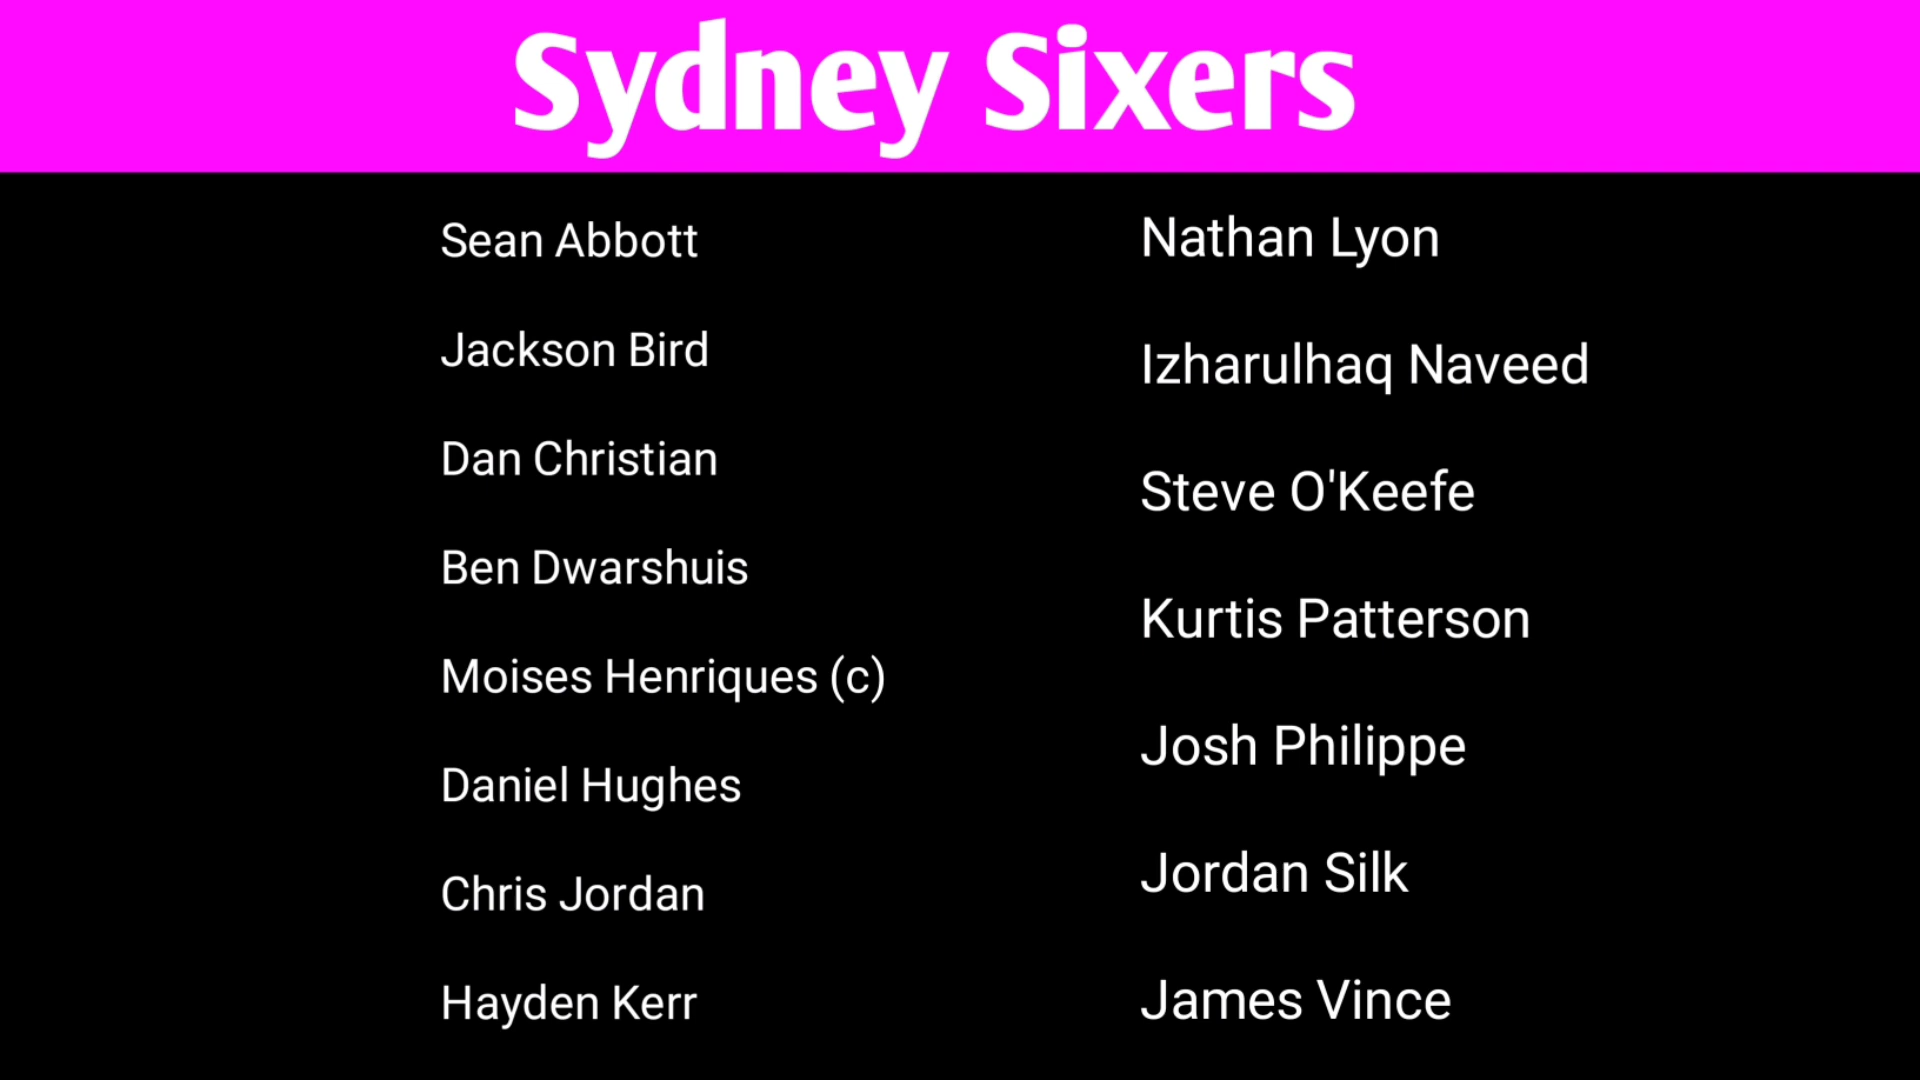 Sydney Sixers
Sean Abbott
Jackson Bird
Dan Christian
Ben Dwarshuis
Moises Henriques (c)
Daniel Hughes
Chris Jordan
Hayden Kerr
Nathan Lyon
Izharulhaq Naveed
Steve O'Keefe
Kurtis Patterson
Josh Philippe
Jordan Silk
James Vince